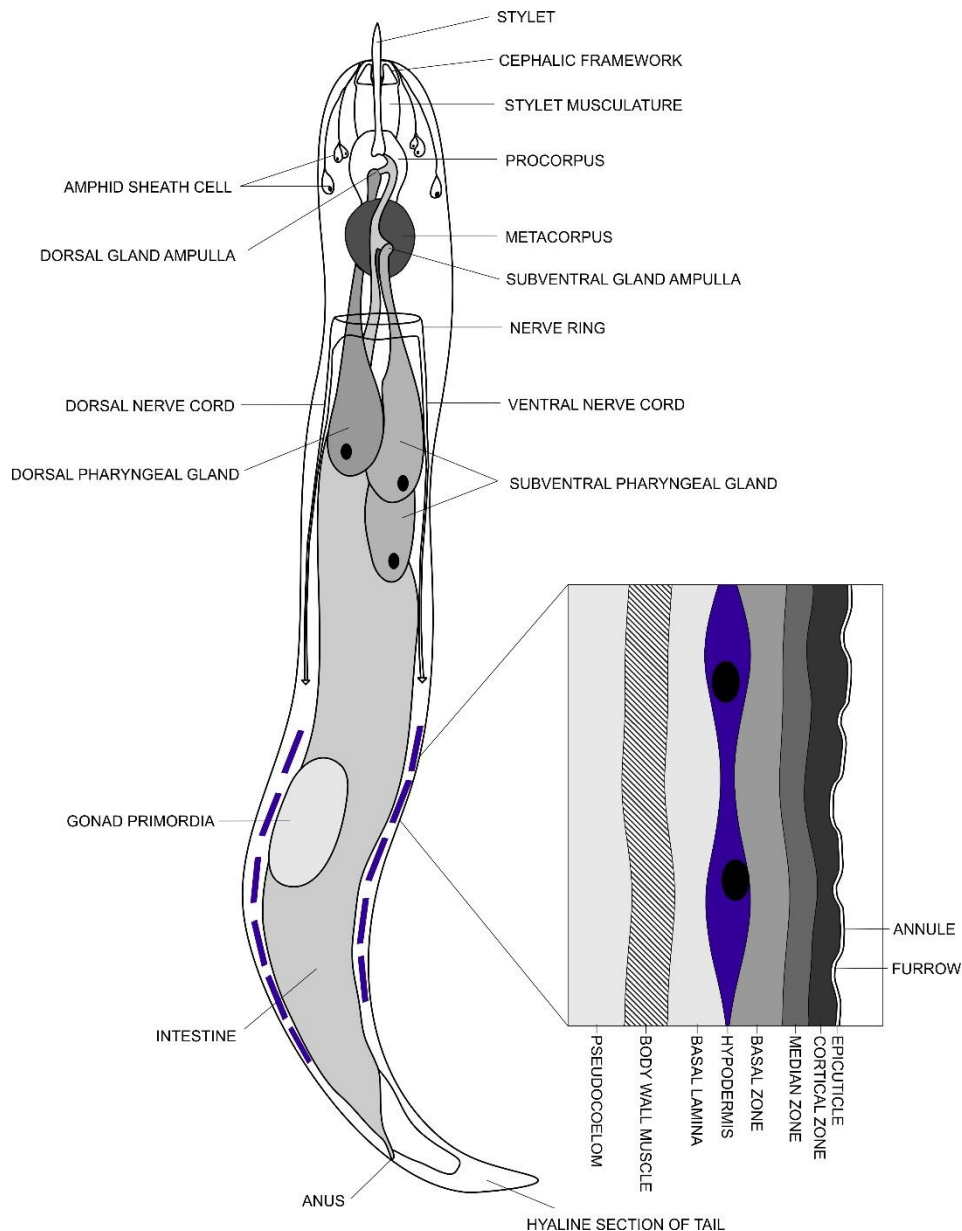 STYLET
CEPHALIC FRAMEWORK
STYLET MUSCULATURE
PROCORPUS
AMPHID SHEATH CELL
METACORPUS
DORSAL GLAND AMPULLA
SUBVENTRAL GLAND AMPULLA
NERVE RING
DORSAL NERVE CORD
VENTRAL NERVE CORD
DORSAL PHARYNGEAL GLAND
SUBVENTRAL PHARYNGEAL GLAND
GONAD PRIMORDIA
ANNULE
FURROW
INTESTINE
PSEUDOCOELOM
BODY WALL MUSCLE
BASAL LAMINA
HYPODERMIS
BASAL ZONE
MEDIAN ZONE
CORTICAL ZONE
EPICUTICLE
ANUS
HYALINE SECTION OF TAIL